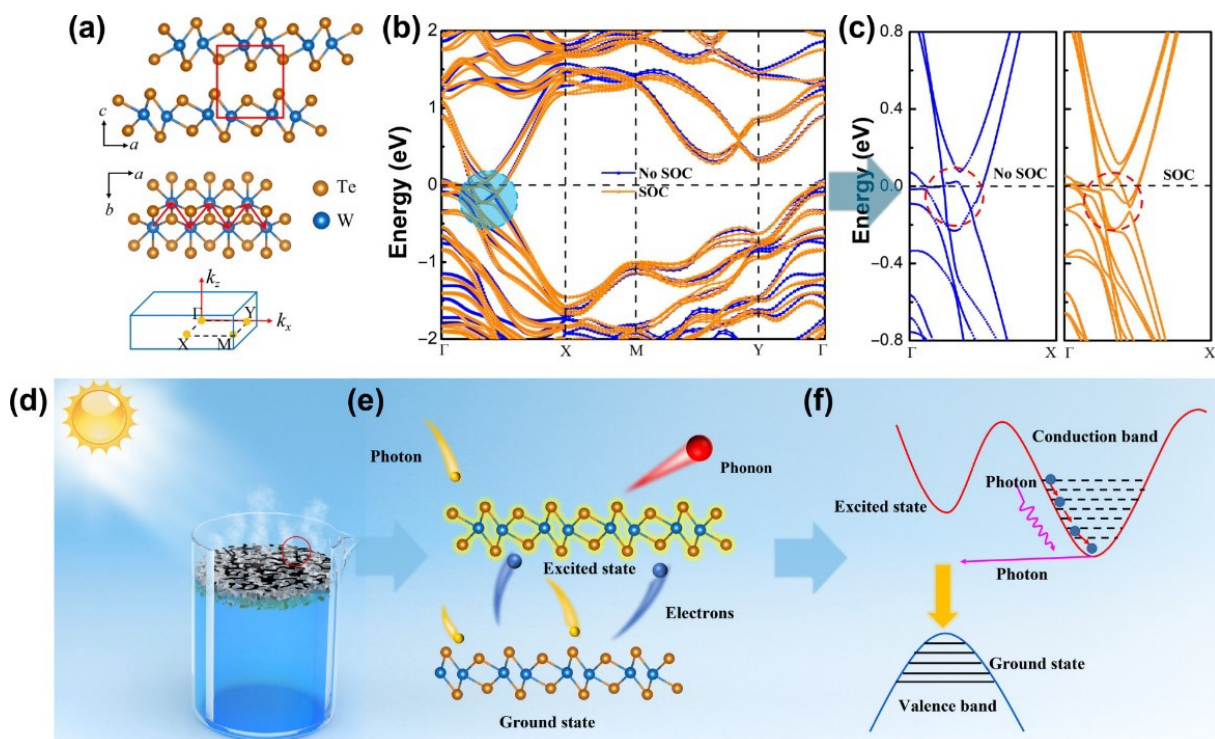 (a)
c
a
a
b
Te
W
k_z
Γ
Y
k_x
X
M
(b)
Energy (eV)
2
1
0
−1
−2
No SOC
SOC
Γ
X
M
Y
Γ
(c)
Energy (eV)
0.8
0.4
0.0
−0.4
−0.8
No SOC
SOC
Γ
X
Γ
X
(d)
(e)
Photon
Phonon
Excited state
Electrons
Ground state
(f)
Conduction band
Photon
Excited state
Photon
Ground state
Valence band